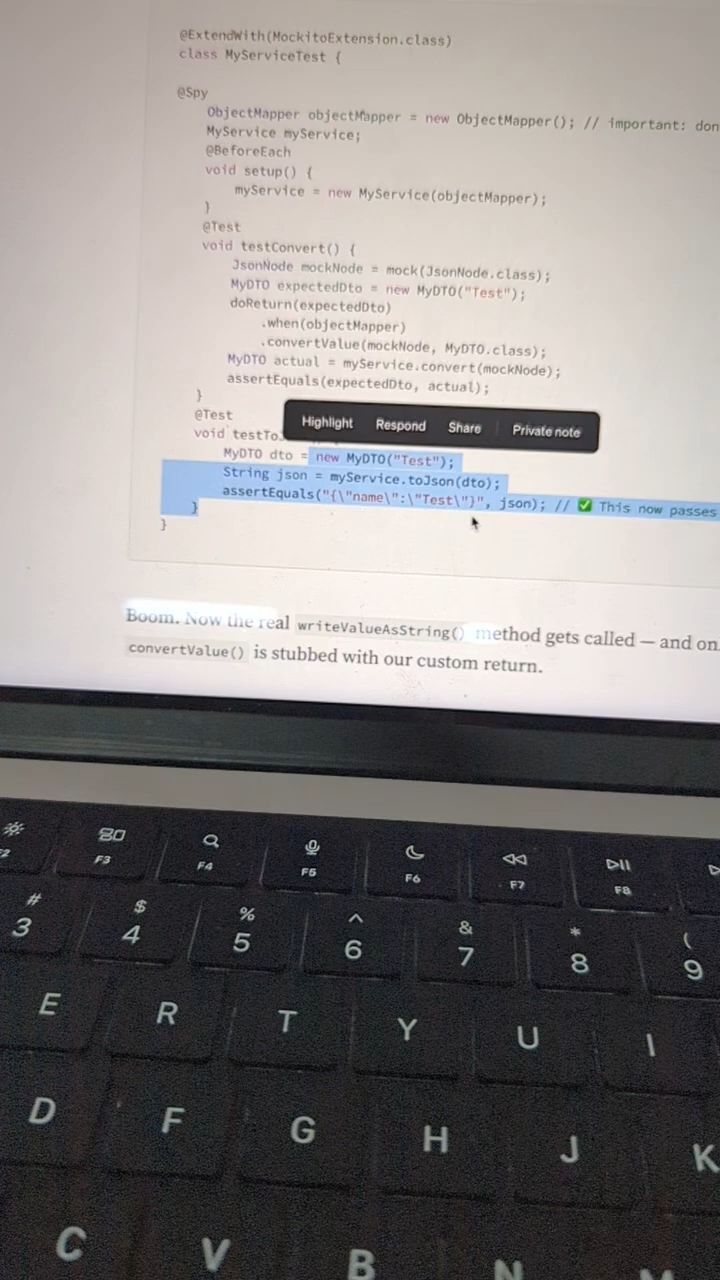 @ExtendWith(MockitoExtension.class)
class MyServiceTest {
@Spy
ObjectMapper objectMapper = new ObjectMapper(); // important: don
MyService myService;
@BeforeEach
void setup() {
myService = new MyService(objectMapper);
}
@Test
void testConvert() {
JsonNode mockNode = mock(JsonNode.class);
MyDTO expectedDto = new MyDTO("Test");
doReturn(expectedDto)
.when(objectMapper)
.convertValue(mockNode, MyDTO.class);
MyDTO actual = myService.convert(mockNode);
assertEquals(expectedDto, actual);
}
@Test
Highlight Respond Share Private note
void testTo
MyDTO dto = new MyDTO("Test");
String json = myService.toJson(dto);
assertEquals("{\"name\":\"Test\"}", json); // ✅ This now passes
}
}
Boom. Now the real writeValueAsString() method gets called — and on
convertValue() is stubbed with our custom return.
F2 F3 F4 F5 F6 F7 F8
# $ % ^ & * (
3 4 5 6 7 8 9
E R T Y U I
D F G H J K
C V B N M